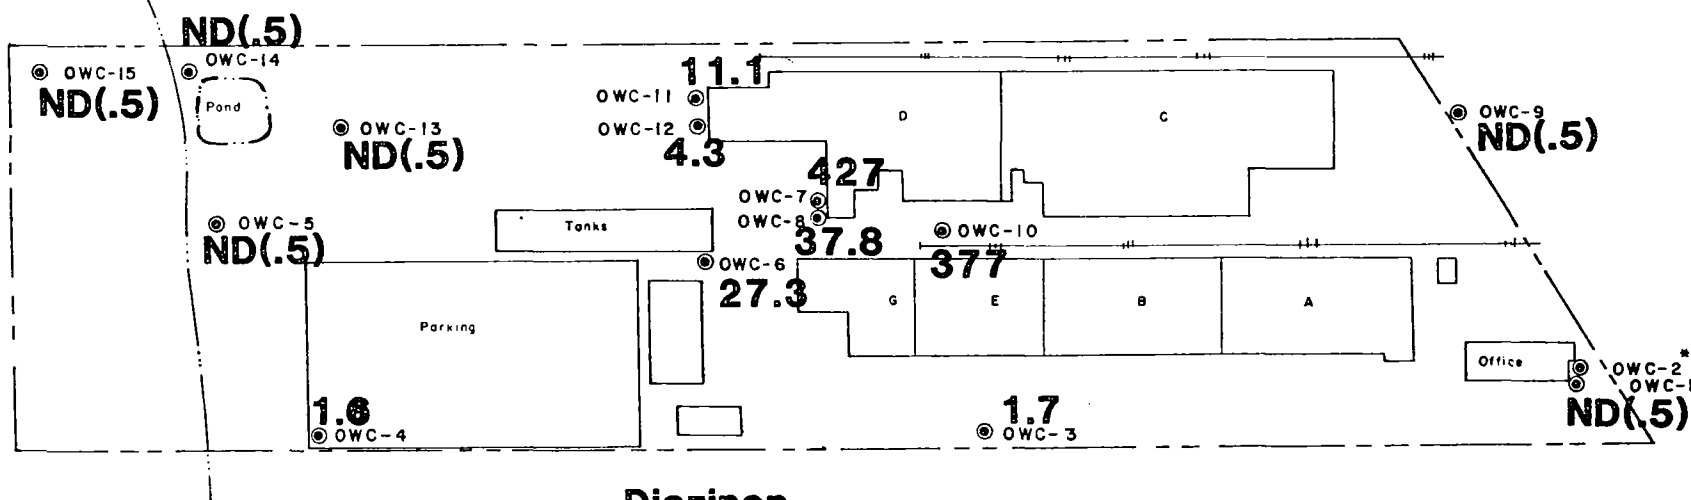 ND(.5)
OWC-14
OWC-15
ND(.5)
Pond
11.1
OWC-11
OWC-12
4.3
D
C
OWC-9
ND(.5)
OWC-13
ND(.5)
427
OWC-7
OWC-8
37.8
OWC-5
ND(.5)
Tanks
OWC-10
377
OWC-6
27.3
G
E
B
A
Parking
Office
OWC-2*
OWC-1
ND(.5)
1.6
OWC-4
1.7
OWC-3
Diazinon